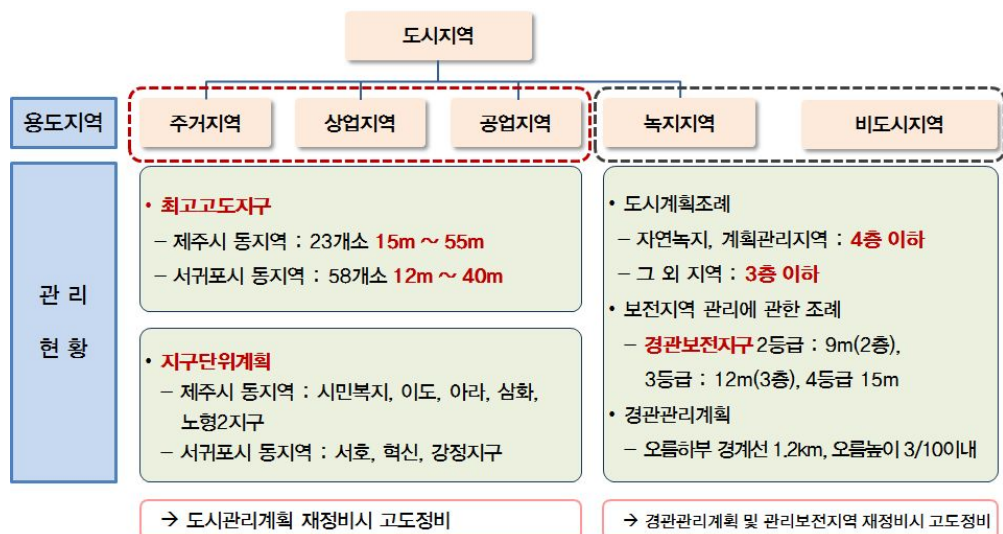 도시지역
용도지역
주거지역
상업지역
공업지역
녹지지역
비도시지역
관 리
현 황
• 최고고도지구
– 제주시 동지역 : 23개소 15m ~ 55m
– 서귀포시 동지역 : 58개소 12m ~ 40m
• 지구단위계획
– 제주시 동지역 : 시민복지, 이도, 아라, 삼화,
노형2지구
– 서귀포시 동지역 : 서호, 혁신, 강정지구
→ 도시관리계획 재정비시 고도정비
• 도시계획조례
– 자연녹지, 계획관리지역 : 4층 이하
– 그 외 지역 : 3층 이하
• 보전지역 관리에 관한 조례
– 경관보전지구 2등급 : 9m(2층),
3등급 : 12m(3층), 4등급 15m
• 경관관리계획
– 오름하부 경계선 1.2km, 오름높이 3/10이내
→ 경관관리계획 및 관리보전지역 재정비시 고도정비